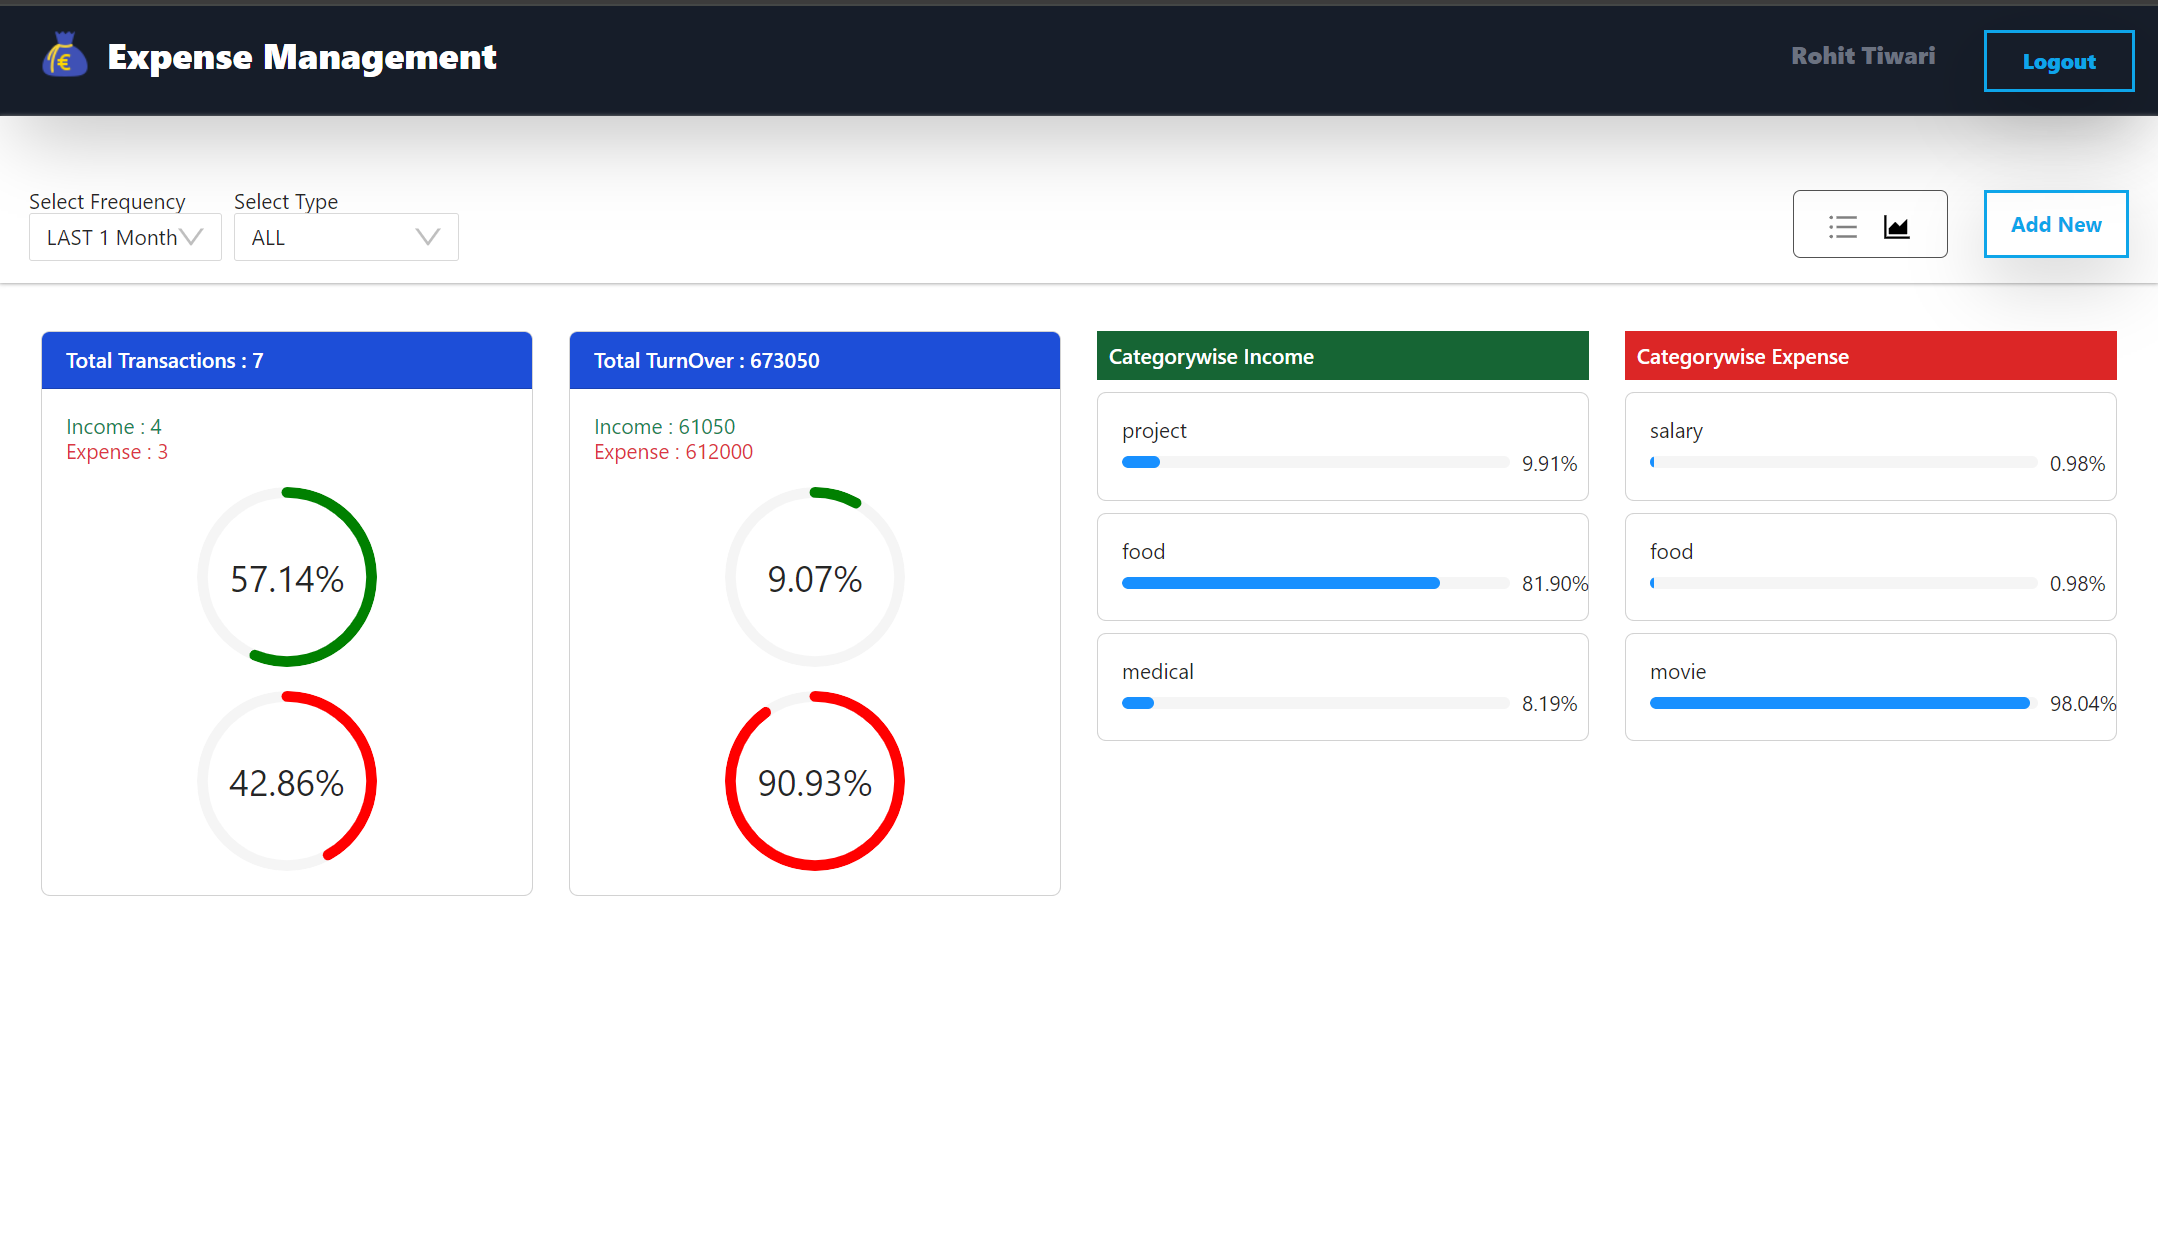 Expense Management
Rohit Tiwari
Logout
Select Frequency
LAST 1 Month
Select Type
ALL
Add New
Total Transactions : 7
Income : 4
Expense : 3
57.14%
42.86%
Total TurnOver : 673050
Income : 61050
Expense : 612000
9.07%
90.93%
Categorywise Income
project
9.91%
food
81.90%
medical
8.19%
Categorywise Expense
salary
0.98%
food
0.98%
movie
98.04%